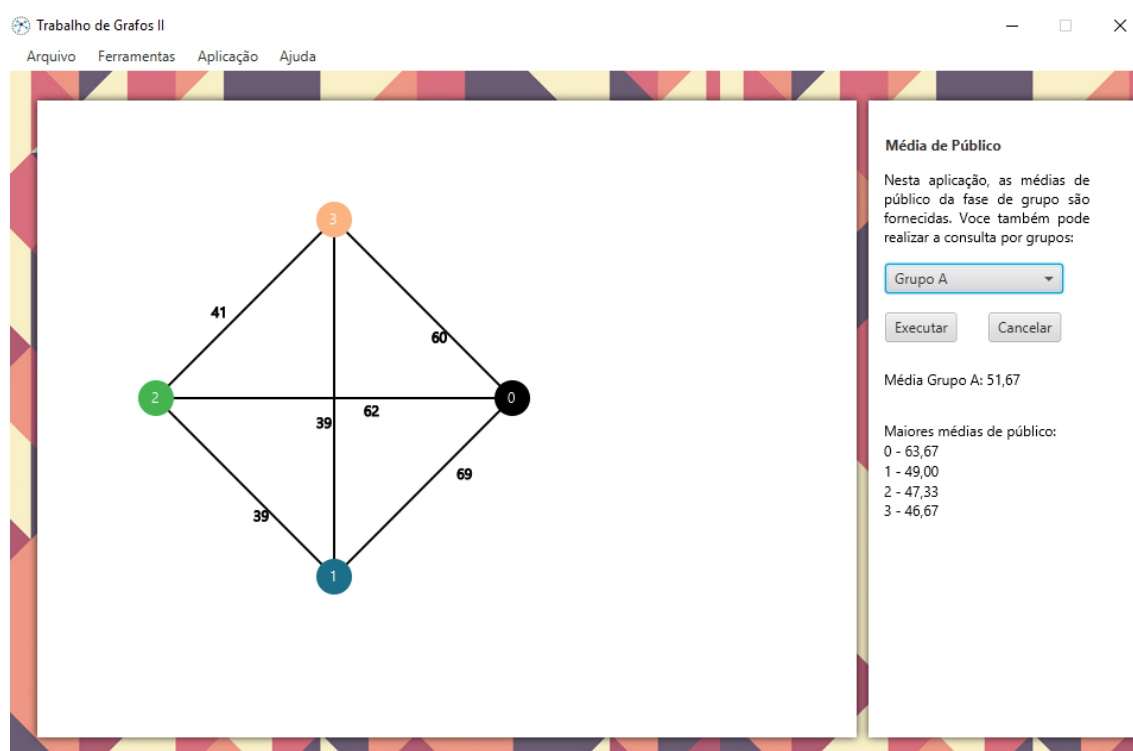 Trabalho de Grafos II
Arquivo Ferramentas Aplicação Ajuda
3
41
60
2
0
62
39
69
39
1
Média de Público
Nesta aplicação, as médias de
público da fase de grupo são
fornecidas. Voce também pode
realizar a consulta por grupos:
Grupo A
Executar Cancelar
Média Grupo A: 51,67
Maiores médias de público:
0 - 63,67
1 - 49,00
2 - 47,33
3 - 46,67